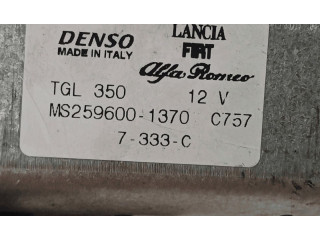 DENSO LANCIA
MADE IN ITALY FIAT
Alfa Romeo
TGL 350 12 V
MS259600-1370 C757
7-333-C